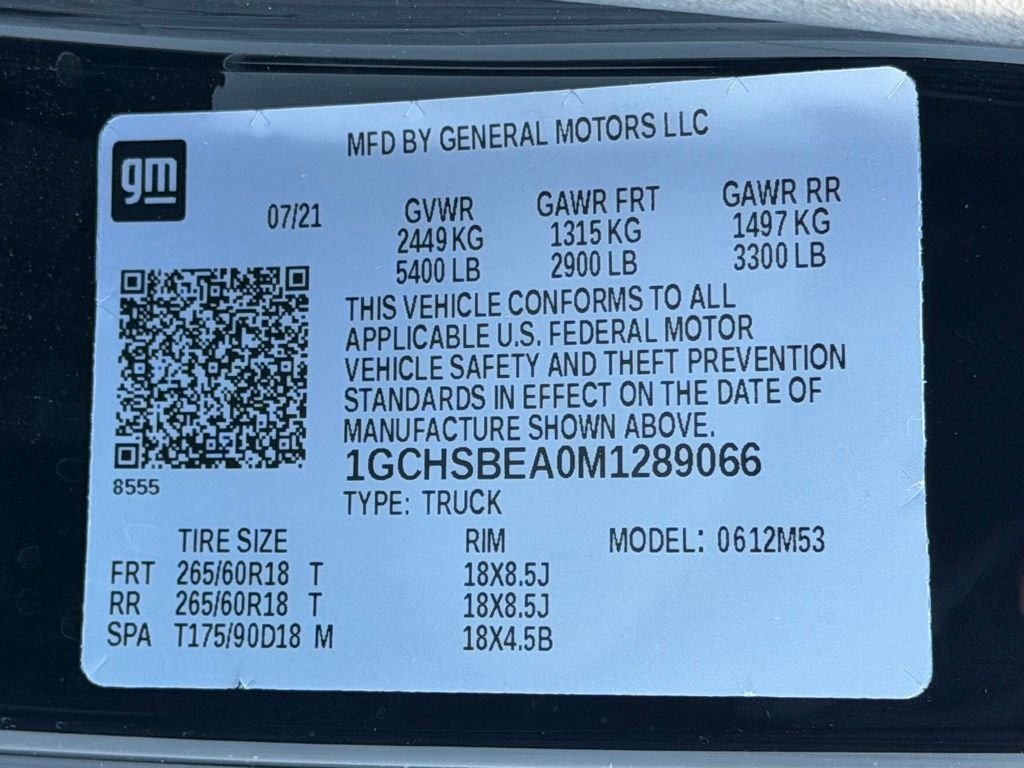 MFD BY GENERAL MOTORS LLC
gm
07/21 GVWR GAWR FRT GAWR RR
2449 KG 1315 KG 1497 KG
5400 LB 2900 LB 3300 LB
THIS VEHICLE CONFORMS TO ALL
APPLICABLE U.S. FEDERAL MOTOR
VEHICLE SAFETY AND THEFT PREVENTION
STANDARDS IN EFFECT ON THE DATE OF
MANUFACTURE SHOWN ABOVE.
1GCHSBEA0M1289066
8555
TYPE: TRUCK
TIRE SIZE RIM MODEL: 0612M53
FRT 265/60R18 T 18X8.5J
RR 265/60R18 T 18X8.5J
SPA T175/90D18 M 18X4.5B